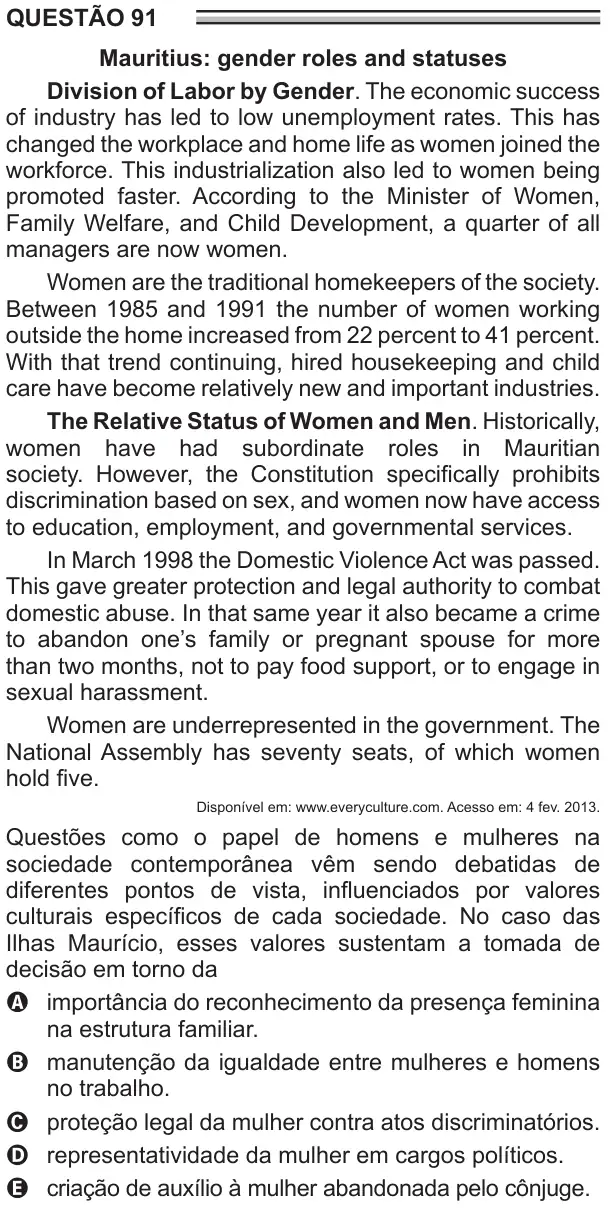 QUESTÃO 91
Mauritius: gender roles and statuses
Division of Labor by Gender. The economic success
of industry has led to low unemployment rates. This has
changed the workplace and home life as women joined the
workforce. This industrialization also led to women being
promoted faster. According to the Minister of Women,
Family Welfare, and Child Development, a quarter of all
managers are now women.
Women are the traditional homekeepers of the society.
Between 1985 and 1991 the number of women working
outside the home increased from 22 percent to 41 percent.
With that trend continuing, hired housekeeping and child
care have become relatively new and important industries.
The Relative Status of Women and Men. Historically,
women have had subordinate roles in Mauritian
society. However, the Constitution specifically prohibits
discrimination based on sex, and women now have access
to education, employment, and governmental services.
In March 1998 the Domestic Violence Act was passed.
This gave greater protection and legal authority to combat
domestic abuse. In that same year it also became a crime
to abandon one's family or pregnant spouse for more
than two months, not to pay food support, or to engage in
sexual harassment.
Women are underrepresented in the government. The
National Assembly has seventy seats, of which women
hold five.
Disponível em: www.everyculture.com. Acesso em: 4 fev. 2013.
Questões como o papel de homens e mulheres na
sociedade contemporânea vêm sendo debatidas de
diferentes pontos de vista, influenciados por valores
culturais específicos de cada sociedade. No caso das
Ilhas Maurício, esses valores sustentam a tomada de
decisão em torno da
A importância do reconhecimento da presença feminina
na estrutura familiar.
B manutenção da igualdade entre mulheres e homens
no trabalho.
C proteção legal da mulher contra atos discriminatórios.
D representatividade da mulher em cargos políticos.
E criação de auxílio à mulher abandonada pelo cônjuge.